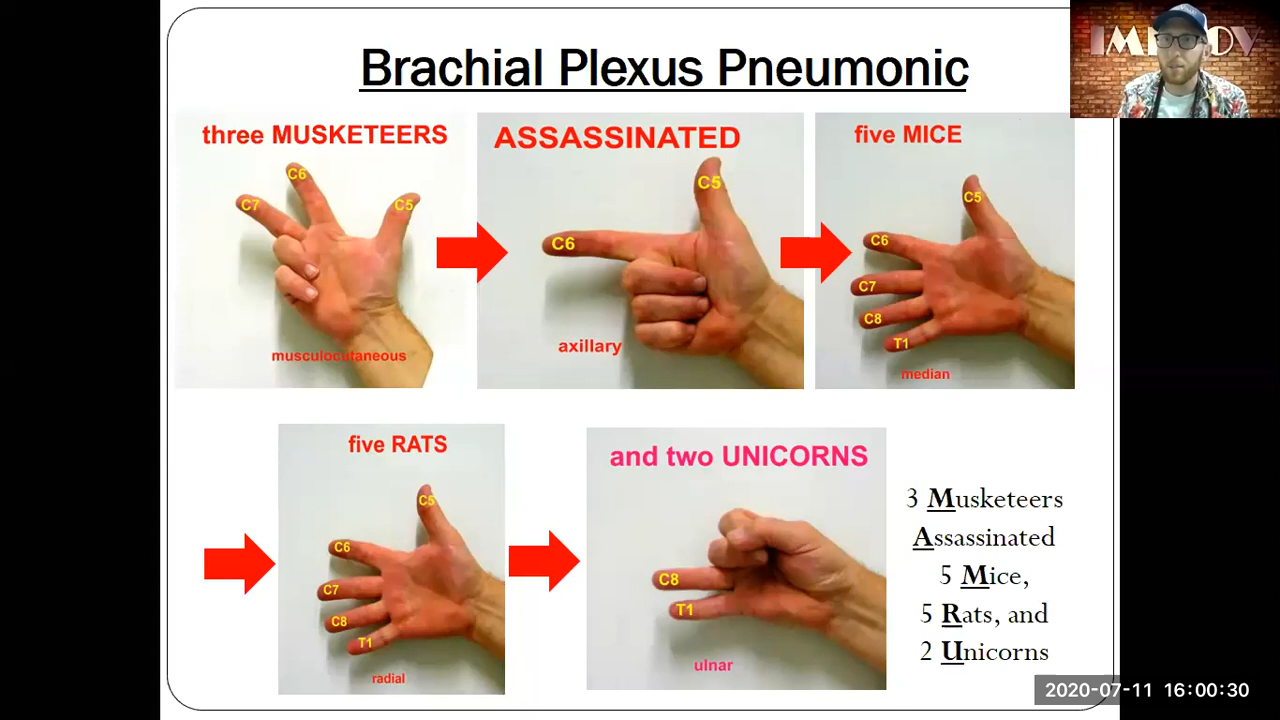 Brachial Plexus Pneumonic
three MUSKETEERS
C7
C6
C5
musculocutaneous
ASSASSINATED
C5
C6
axillary
five MICE
C5
C6
C7
C8
T1
median
five RATS
C5
C6
C7
C8
T1
radial
and two UNICORNS
C8
T1
ulnar
3 Musketeers
Assassinated
5 Mice,
5 Rats, and
2 Unicorns
2020-07-11 16:00:30